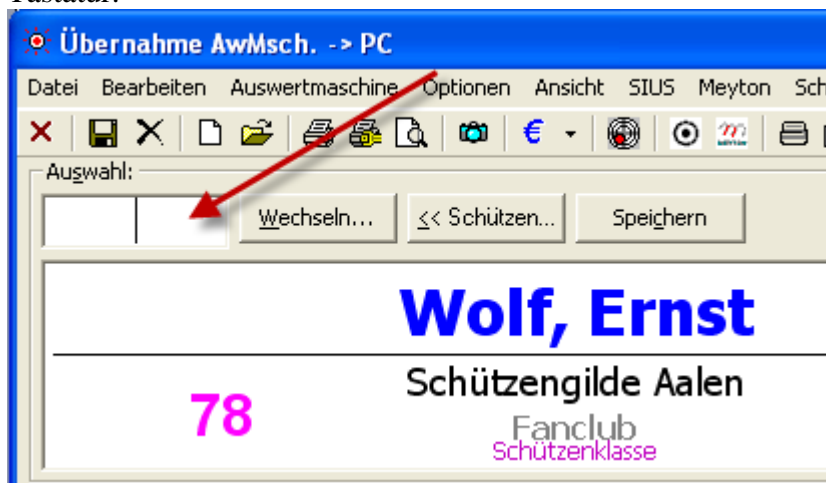 Übernahme AwMsch. -> PC
Datei Bearbeiten Auswertmaschine Optionen Ansicht SIUS Meyton Sch
Auswahl:
Wechseln... << Schützen... Speichern
Wolf, Ernst
Schützengilde Aalen
78
Fanclub
Schützenklasse